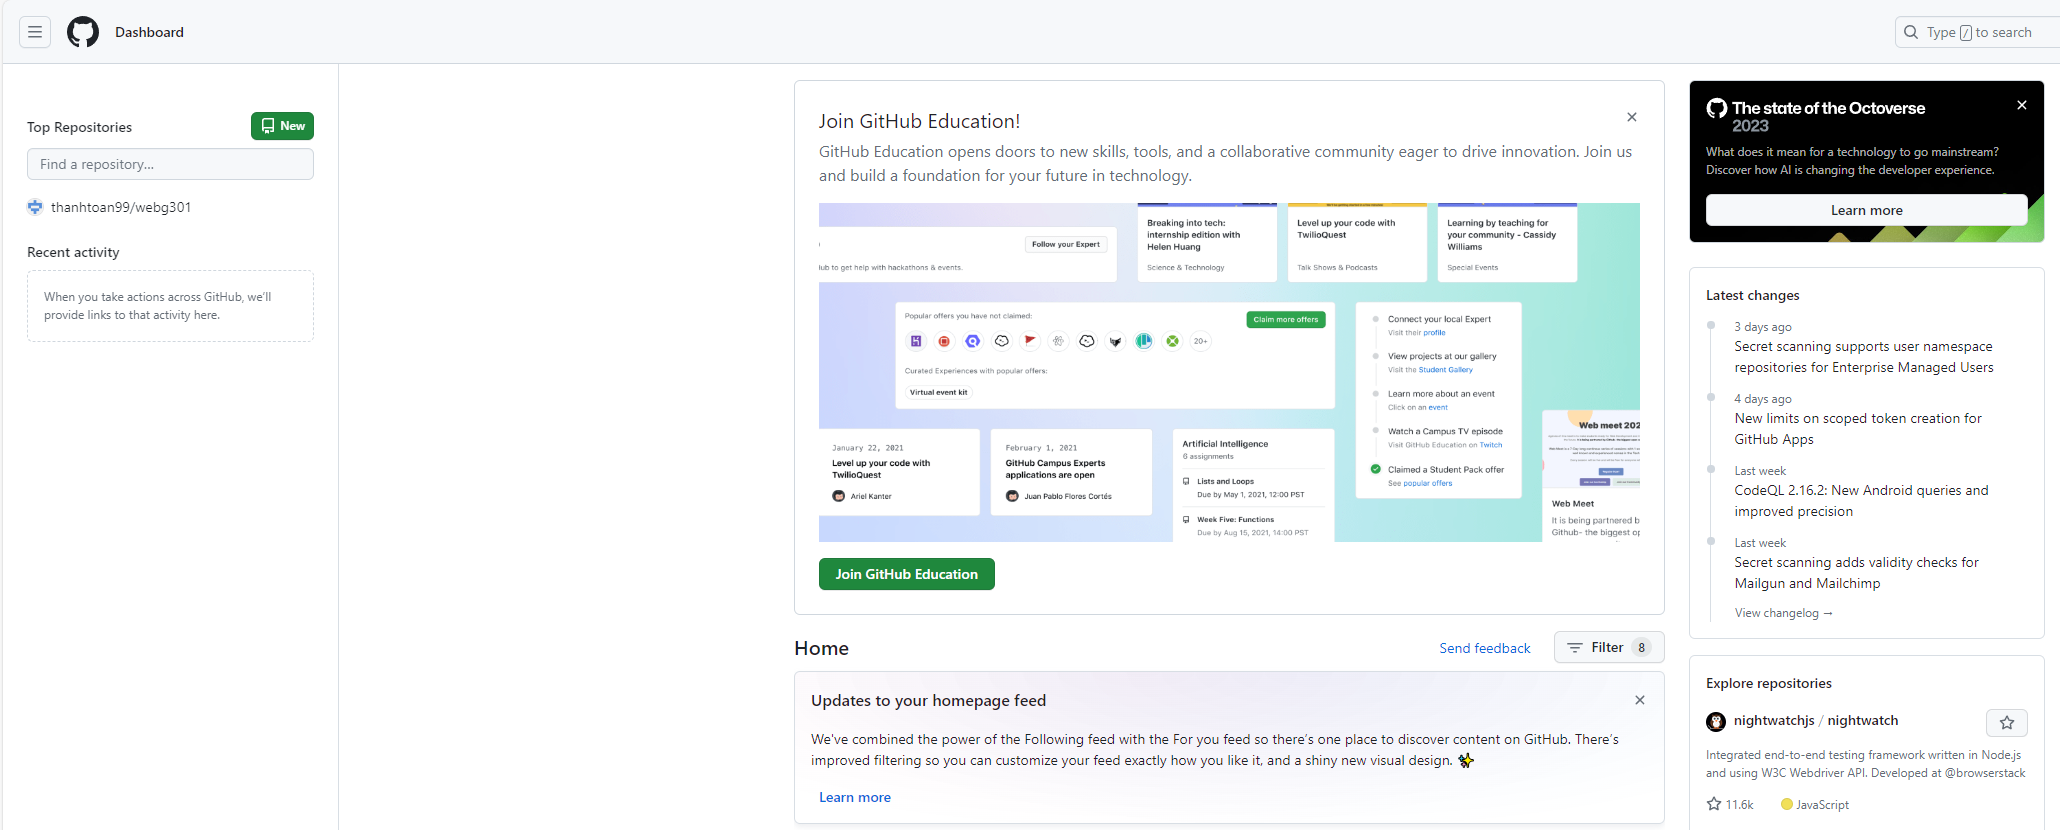 Dashboard
Type / to search
Top Repositories
New
Find a repository...
thanhtoan99/webg301
Recent activity
When you take actions across GitHub, we'll
provide links to that activity here.
Join GitHub Education!
GitHub Education opens doors to new skills, tools, and a collaborative community eager to drive innovation. Join us
and build a foundation for your future in technology.
Follow your Expert
lub to get help with hackathons & events.
Breaking into tech:
internship edition with
Helen Huang
Science & Technology
Level up your code with
TwilioQuest
Talk Shows & Podcasts
Learning by teaching for
your community - Cassidy
Williams
Special Events
Popular offers you have not claimed:
Claim more offers
20+
Curated Experiences with popular offers:
Virtual event kit
Connect your local Expert
Visit their profile
View projects at our gallery
Visit the Student Gallery
Learn more about an event
Click on an event
Watch a Campus TV episode
Visit GitHub Education on Twitch
Claimed a Student Pack offer
See popular offers
January 22, 2021
Level up your code with
TwilioQuest
Ariel Kanter
February 1, 2021
GitHub Campus Experts
applications are open
Juan Pablo Flores Cortés
Artificial Intelligence
6 assignments
Lists and Loops
Due by May 1, 2021, 12:00 PST
Week Five: Functions
Due by Aug 15, 2021, 14:00 PST
Web meet 202
Web Meet
It is being partnered b
Github- the biggest op
Join GitHub Education
Home
Send feedback
Filter 8
Updates to your homepage feed
We've combined the power of the Following feed with the For you feed so there's one place to discover content on GitHub. There's
improved filtering so you can customize your feed exactly how you like it, and a shiny new visual design. ✨
Learn more
The state of the Octoverse
2023
What does it mean for a technology to go mainstream?
Discover how AI is changing the developer experience.
Learn more
Latest changes
3 days ago
Secret scanning supports user namespace
repositories for Enterprise Managed Users
4 days ago
New limits on scoped token creation for
GitHub Apps
Last week
CodeQL 2.16.2: New Android queries and
improved precision
Last week
Secret scanning adds validity checks for
Mailgun and Mailchimp
View changelog →
Explore repositories
nightwatchjs / nightwatch
Integrated end-to-end testing framework written in Node.js
and using W3C Webdriver API. Developed at @browserstack
11.6k
JavaScript